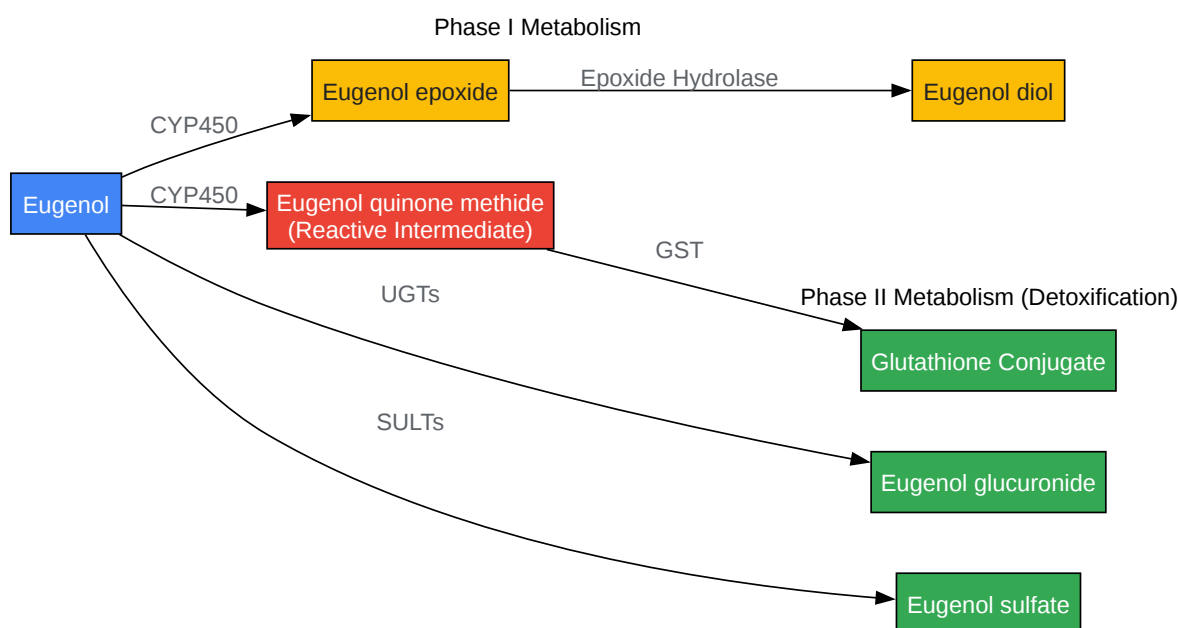 Phase I Metabolism
Eugenol epoxide
Epoxide Hydrolase
Eugenol diol
CYP450
Eugenol
CYP450
Eugenol quinone methide
(Reactive Intermediate)
GST
UGTs
Phase II Metabolism (Detoxification)
Glutathione Conjugate
SULTs
Eugenol glucuronide
Eugenol sulfate